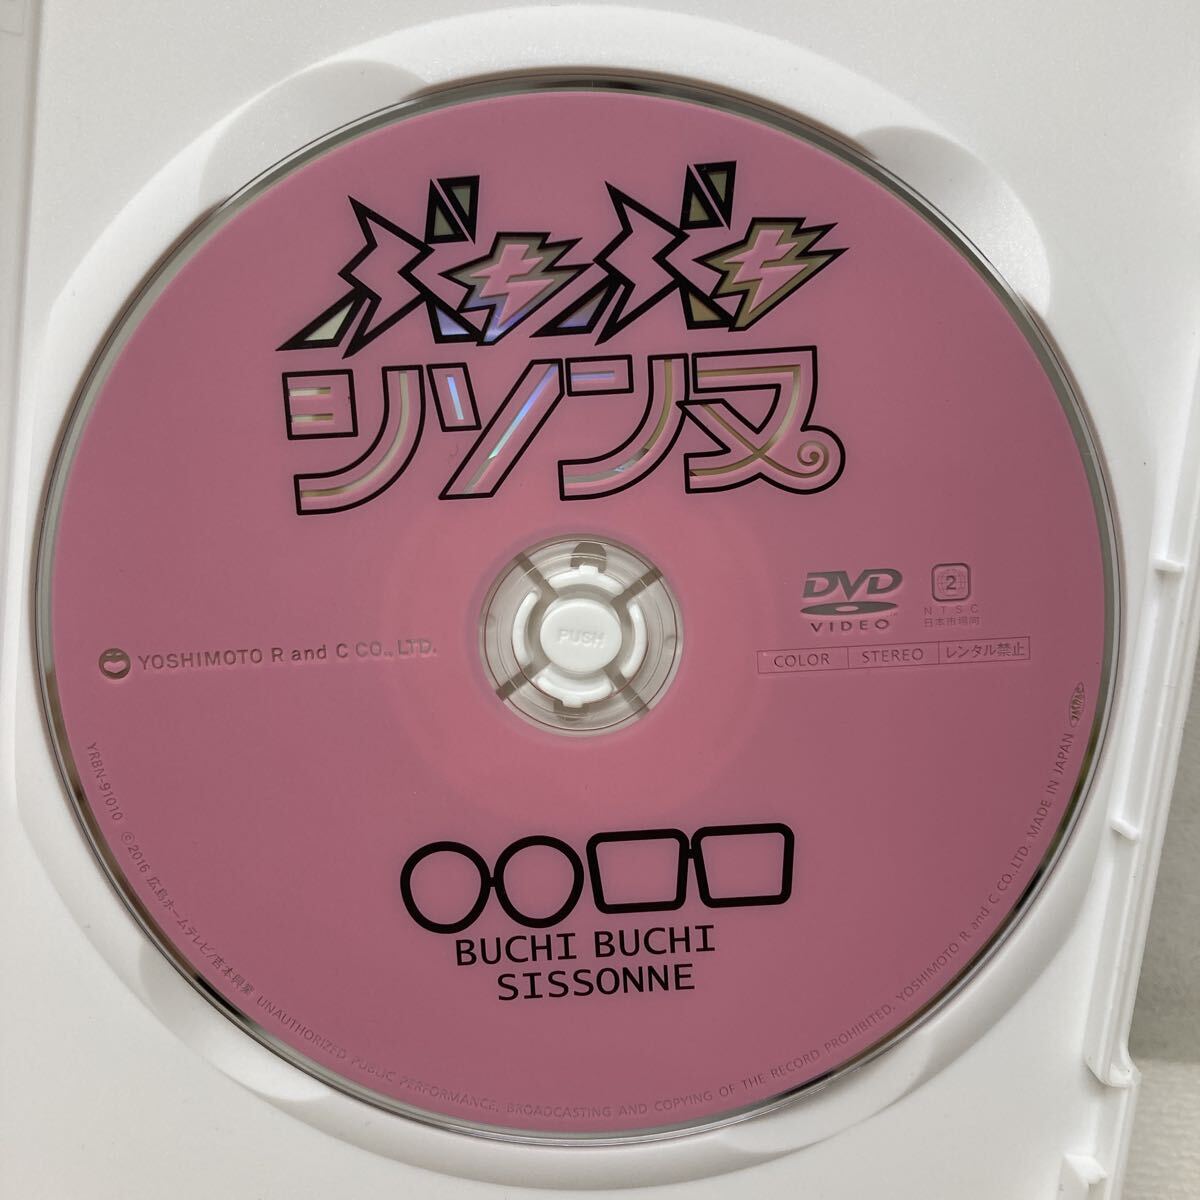 ぶちぶち
シソンヌ
PUSH
DVD
VIDEO
2
NTSC
日本市場向
YOSHIMOTO R and C CO., LTD.
COLOR STEREO レンタル禁止
BUCHI BUCHI
SISSONNE
YRBN-91010 ©2016 広島ホームテレビ/吉本興業 UNAUTHORIZED PUBLIC PERFORMANCE, BROADCASTING AND COPYING OF THE RECORD PROHIBITED. YOSHIMOTO R and C CO., LTD. MADE IN JAPAN